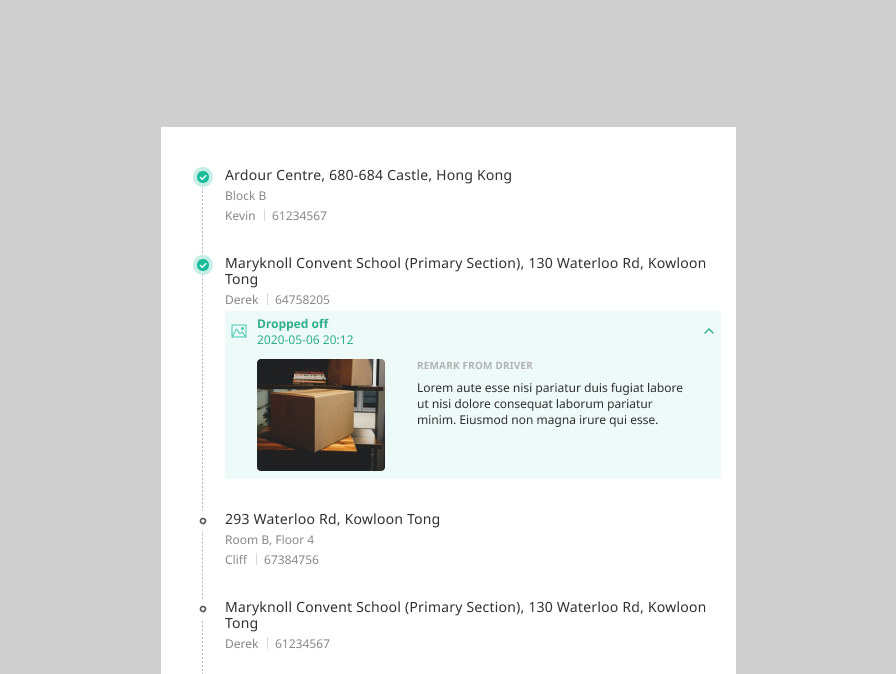 Ardour Centre, 680-684 Castle, Hong Kong
Block B
Kevin 61234567
Maryknoll Convent School (Primary Section), 130 Waterloo Rd, Kowloon
Tong
Derek 64758205
Dropped off
2020-05-06 20:12
REMARK FROM DRIVER
Lorem aute esse nisi pariatur duis fugiat labore
ut nisi dolore consequat laborum pariatur
minim. Eiusmod non magna irure qui esse.
293 Waterloo Rd, Kowloon Tong
Room B, Floor 4
Cliff 67384756
Maryknoll Convent School (Primary Section), 130 Waterloo Rd, Kowloon
Tong
Derek 61234567